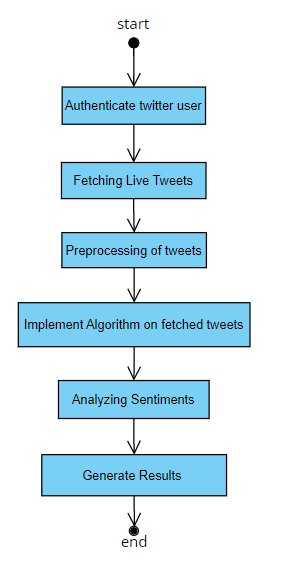 start
Authenticate twitter user
Fetching Live Tweets
Preprocessing of tweets
Implement Algorithm on fetched tweets
Analyzing Sentiments
Generate Results
end